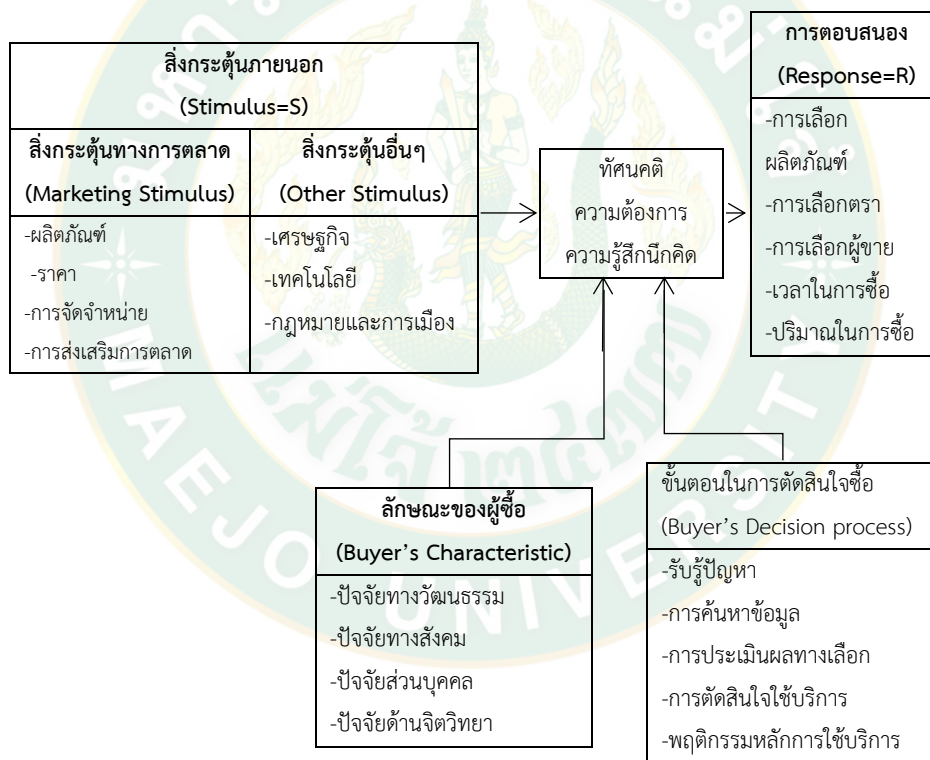 สิ่งกระตุ้นภายนอก
(Stimulus=S)
สิ่งกระตุ้นทางการตลาด
(Marketing Stimulus)
-ผลิตภัณฑ์
-ราคา
-การจัดจำหน่าย
-การส่งเสริมการตลาด
สิ่งกระตุ้นอื่นๆ
(Other Stimulus)
-เศรษฐกิจ
-เทคโนโลยี
-กฎหมายและการเมือง
ทัศนคติ
ความต้องการ
ความรู้สึกนึกคิด
การตอบสนอง
(Response=R)
-การเลือก
ผลิตภัณฑ์
-การเลือกตรา
-การเลือกผู้ขาย
-เวลาในการซื้อ
-ปริมาณในการซื้อ
ลักษณะของผู้ซื้อ
(Buyer’s Characteristic)
-ปัจจัยทางวัฒนธรรม
-ปัจจัยทางสังคม
-ปัจจัยส่วนบุคคล
-ปัจจัยด้านจิตวิทยา
ขั้นตอนในการตัดสินใจซื้อ
(Buyer’s Decision process)
-รับรู้ปัญหา
-การค้นหาข้อมูล
-การประเมินผลทางเลือก
-การตัดสินใจใช้บริการ
-พฤติกรรมหลักการใช้บริการ
แม่โจ้ ๒๔๗๗
MAEJO UNIVERSITY